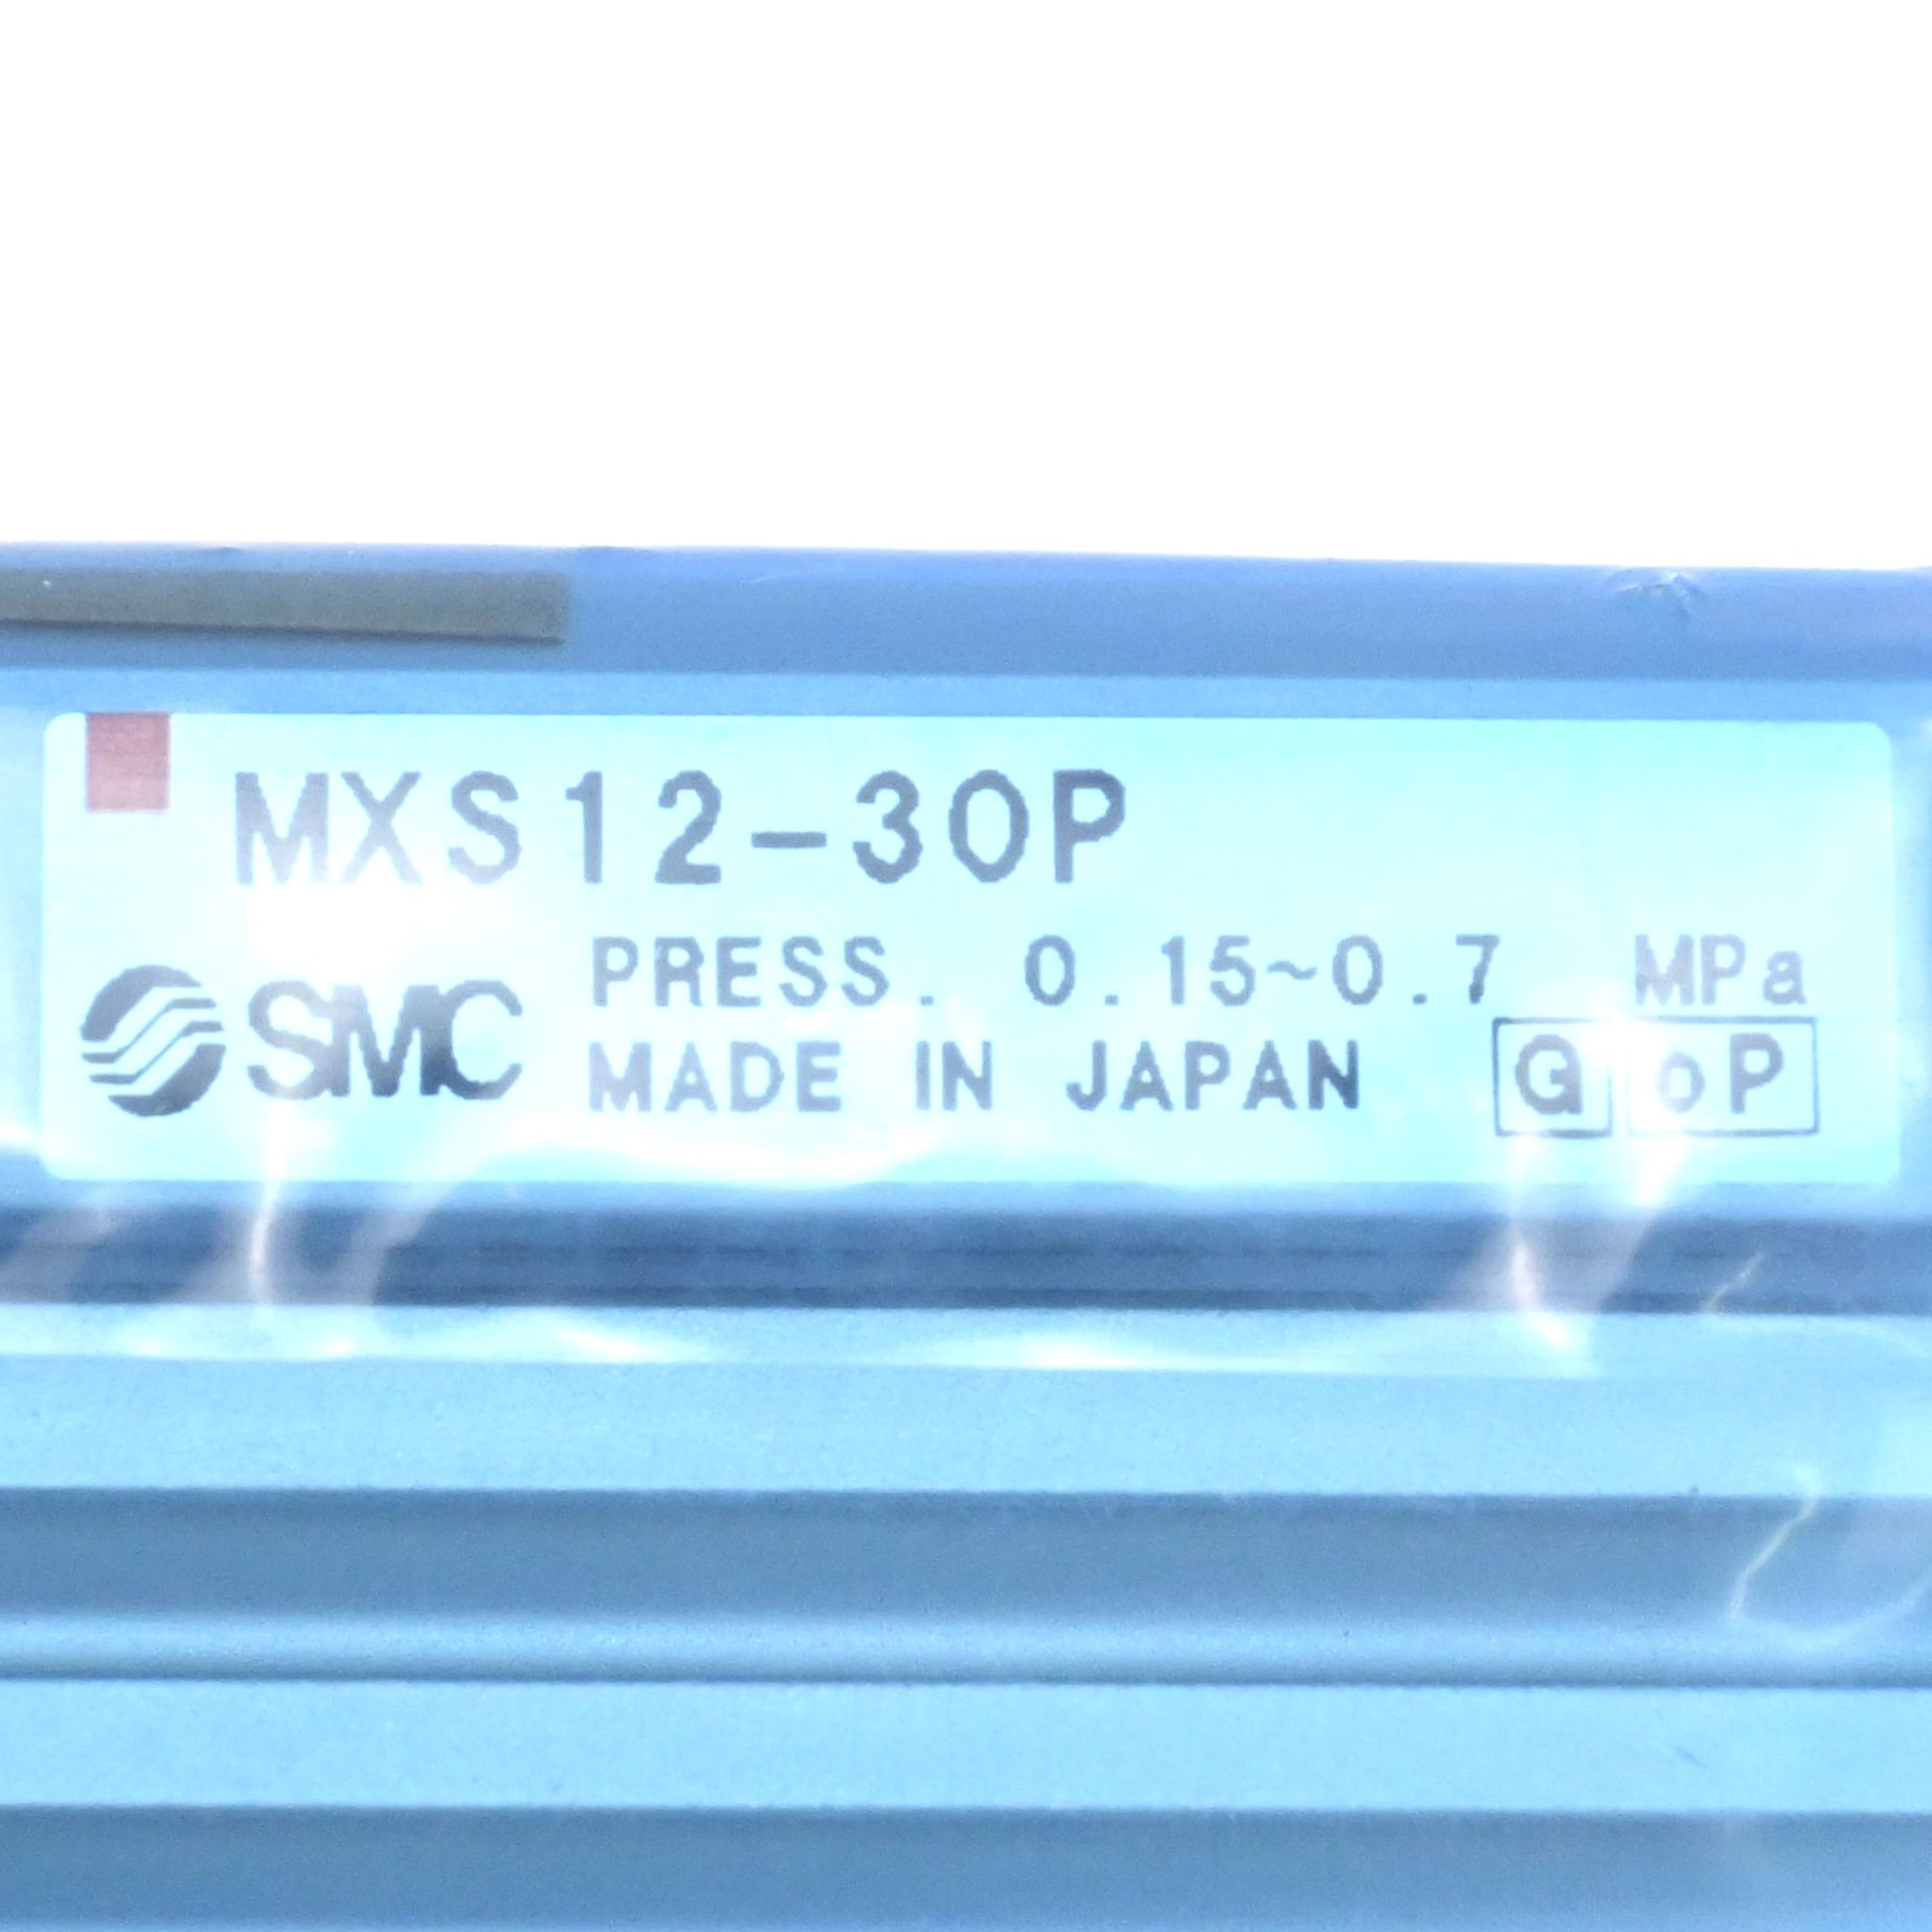 MXS12-30P
SMC
PRESS. 0.15~0.7 MPa
MADE IN JAPAN G oP